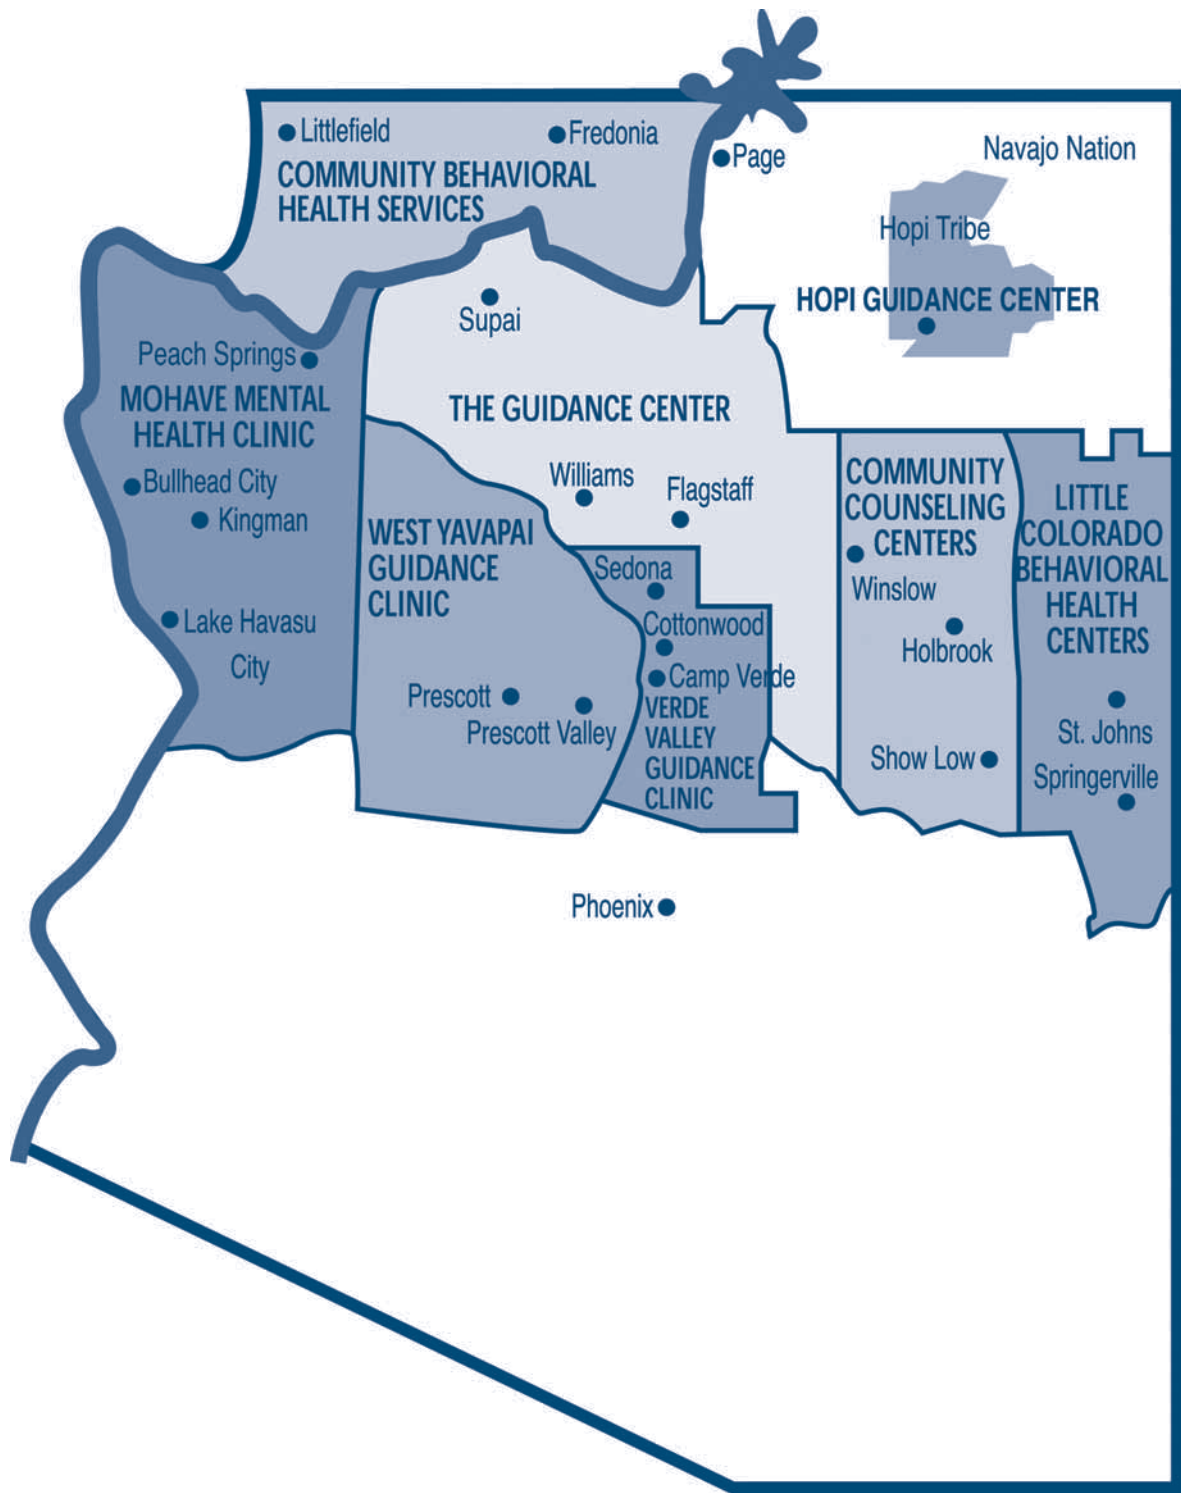 Littlefield
Fredonia
COMMUNITY BEHAVIORAL
HEALTH SERVICES
Page
Navajo Nation
Hopi Tribe
HOPI GUIDANCE CENTER
Supai
Peach Springs
MOHAVE MENTAL
HEALTH CLINIC
Bullhead City
Kingman
Lake Havasu
City
THE GUIDANCE CENTER
Williams
Flagstaff
WEST YAVAPAI
GUIDANCE
CLINIC
Prescott
Prescott Valley
Sedona
Cottonwood
Camp Verde
VERDE
VALLEY
GUIDANCE
CLINIC
COMMUNITY
COUNSELING
CENTERS
Winslow
Holbrook
Show Low
LITTLE
COLORADO
BEHAVIORAL
HEALTH
CENTERS
St. Johns
Springerville
Phoenix